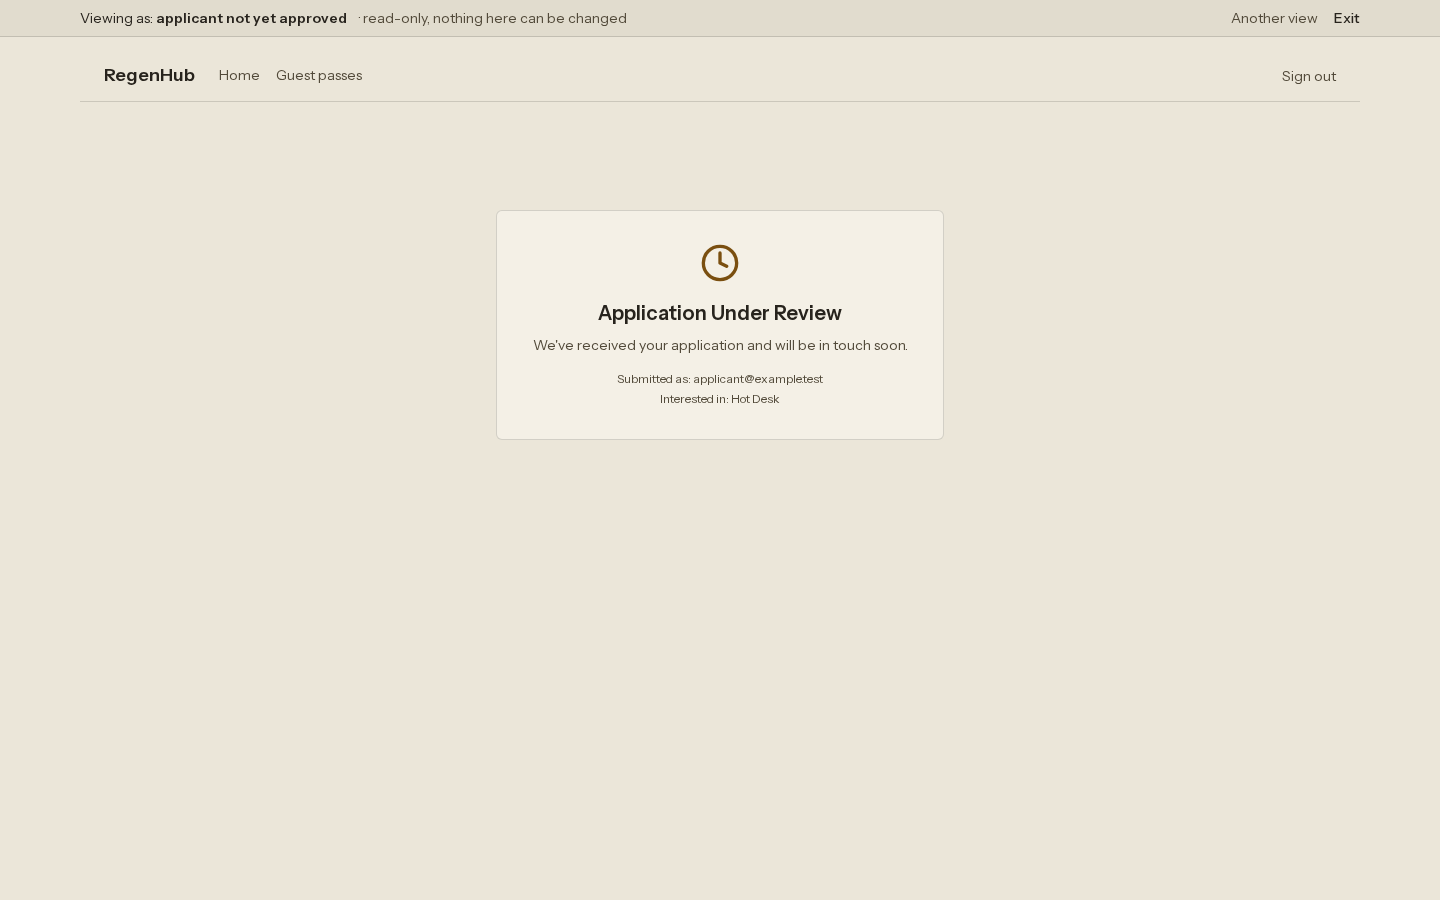 Viewing as: applicant not yet approved · read-only, nothing here can be changed
Another view Exit
RegenHub Home Guest passes Sign out
Application Under Review
We've received your application and will be in touch soon.
Submitted as: applicant@example.test
Interested in: Hot Desk